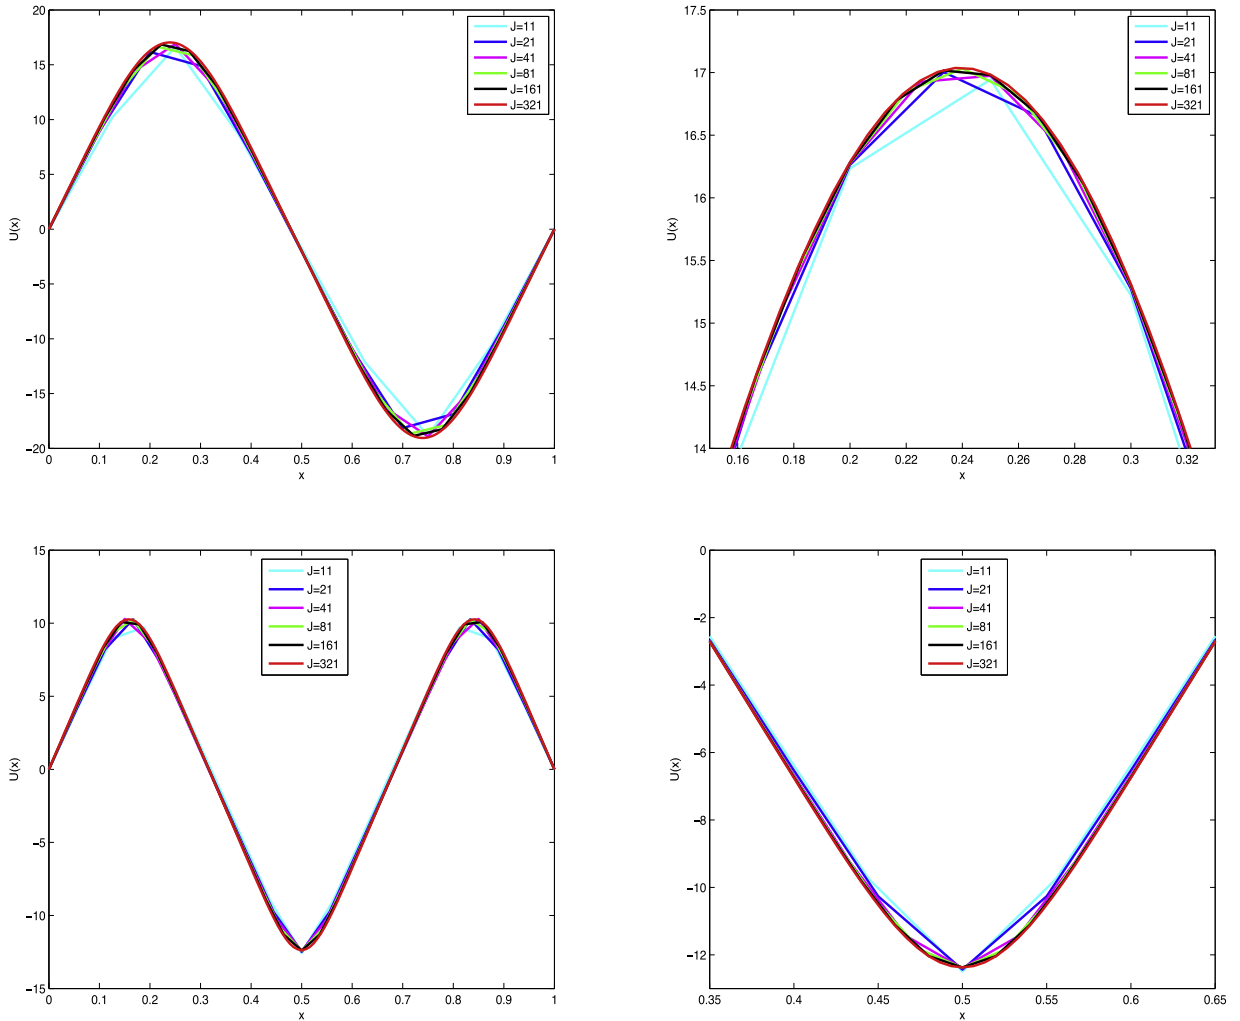 20
15
10
5
0
−5
−10
−15
−20
0
0.1
0.2
0.3
0.4
0.5
0.6
0.7
0.8
0.9
1
x
U(x)
J=11
J=21
J=41
J=81
J=161
J=321
17.5
17
16.5
16
15.5
15
14.5
14
0.16
0.18
0.2
0.22
0.24
0.26
0.28
0.3
0.32
x
U(x)
J=11
J=21
J=41
J=81
J=161
J=321
15
10
5
0
−5
−10
−15
0
0.1
0.2
0.3
0.4
0.5
0.6
0.7
0.8
0.9
1
x
U(x)
J=11
J=21
J=41
J=81
J=161
J=321
0
−2
−4
−6
−8
−10
−12
0.35
0.4
0.45
0.5
0.55
0.6
0.65
x
U(x)
J=11
J=21
J=41
J=81
J=161
J=321